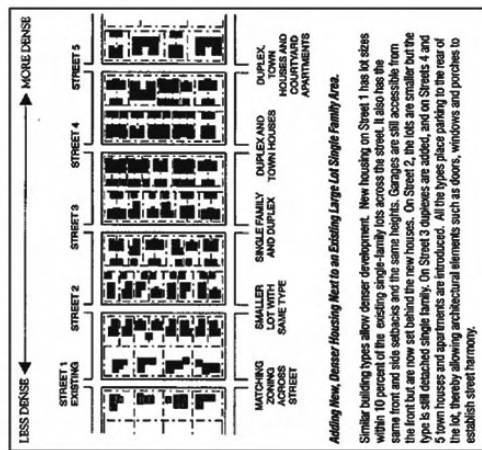 LESS DENSE
MORE DENSE
STREET 1
EXISTING
STREET 2
STREET 3
STREET 4
STREET 5
MATCHING
ZONING
ACROSS
STREET
SMALLER
LOT WITH
SAME TYPE
SINGLE FAMILY
AND DUPLEX
DUPLEX AND
TOWN HOUSES
DUPLEX,
TOWN
HOUSES AND
COURTYARD
APARTMENTS
Adding New, Denser Housing Next to an Existing Large Lot Single Family Area.
Similar building types allow denser development. New housing on Street 1 has lot sizes
within 10 percent of the existing single-family lots across the street. It also has the
same front and side setbacks and the same heights. Garages are still accessible from
the front but are now set behind the new houses. On Street 2, the lots are smaller but the
type is still detached single family. On Street 3 duplexes are added, and on Streets 4 and
5 town houses and apartments are introduced. All the types place parking to the rear of
the lot, thereby allowing architectural elements such as doors, windows and porches to
establish street harmony.